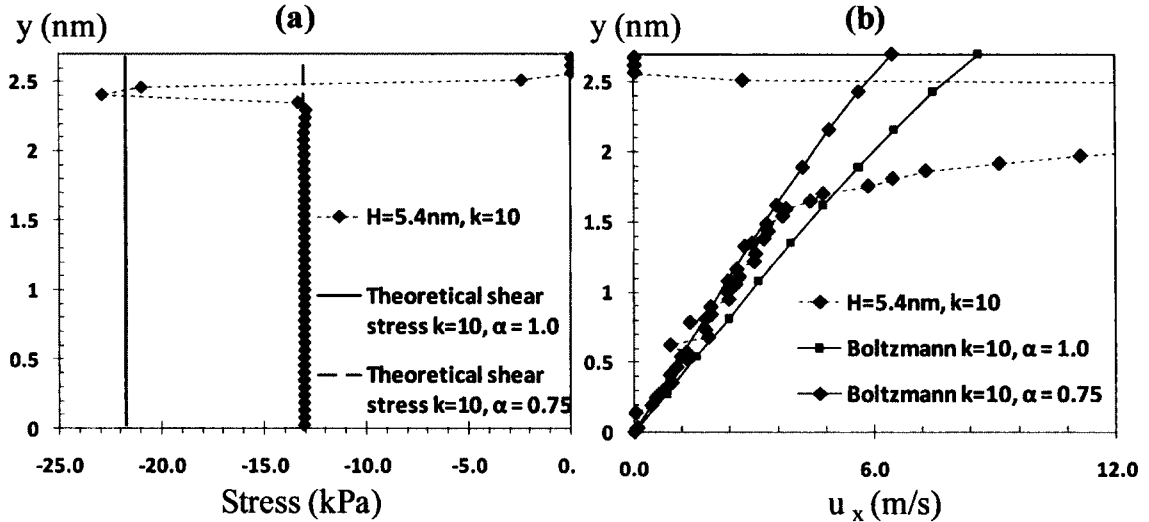 (a)
y (nm)
2.5
2
1.5
1
0.5
0
-25.0 -20.0 -15.0 -10.0 -5.0 0.
Stress (kPa)
H=5.4nm, k=10
Theoretical shear
stress k=10, α = 1.0
Theoretical shear
stress k=10, α = 0.75
(b)
y (nm)
2.5
2
1.5
1
0.5
0
0.0 6.0 12.0
u x (m/s)
H=5.4nm, k=10
Boltzmann k=10, α = 1.0
Boltzmann k=10, α = 0.75